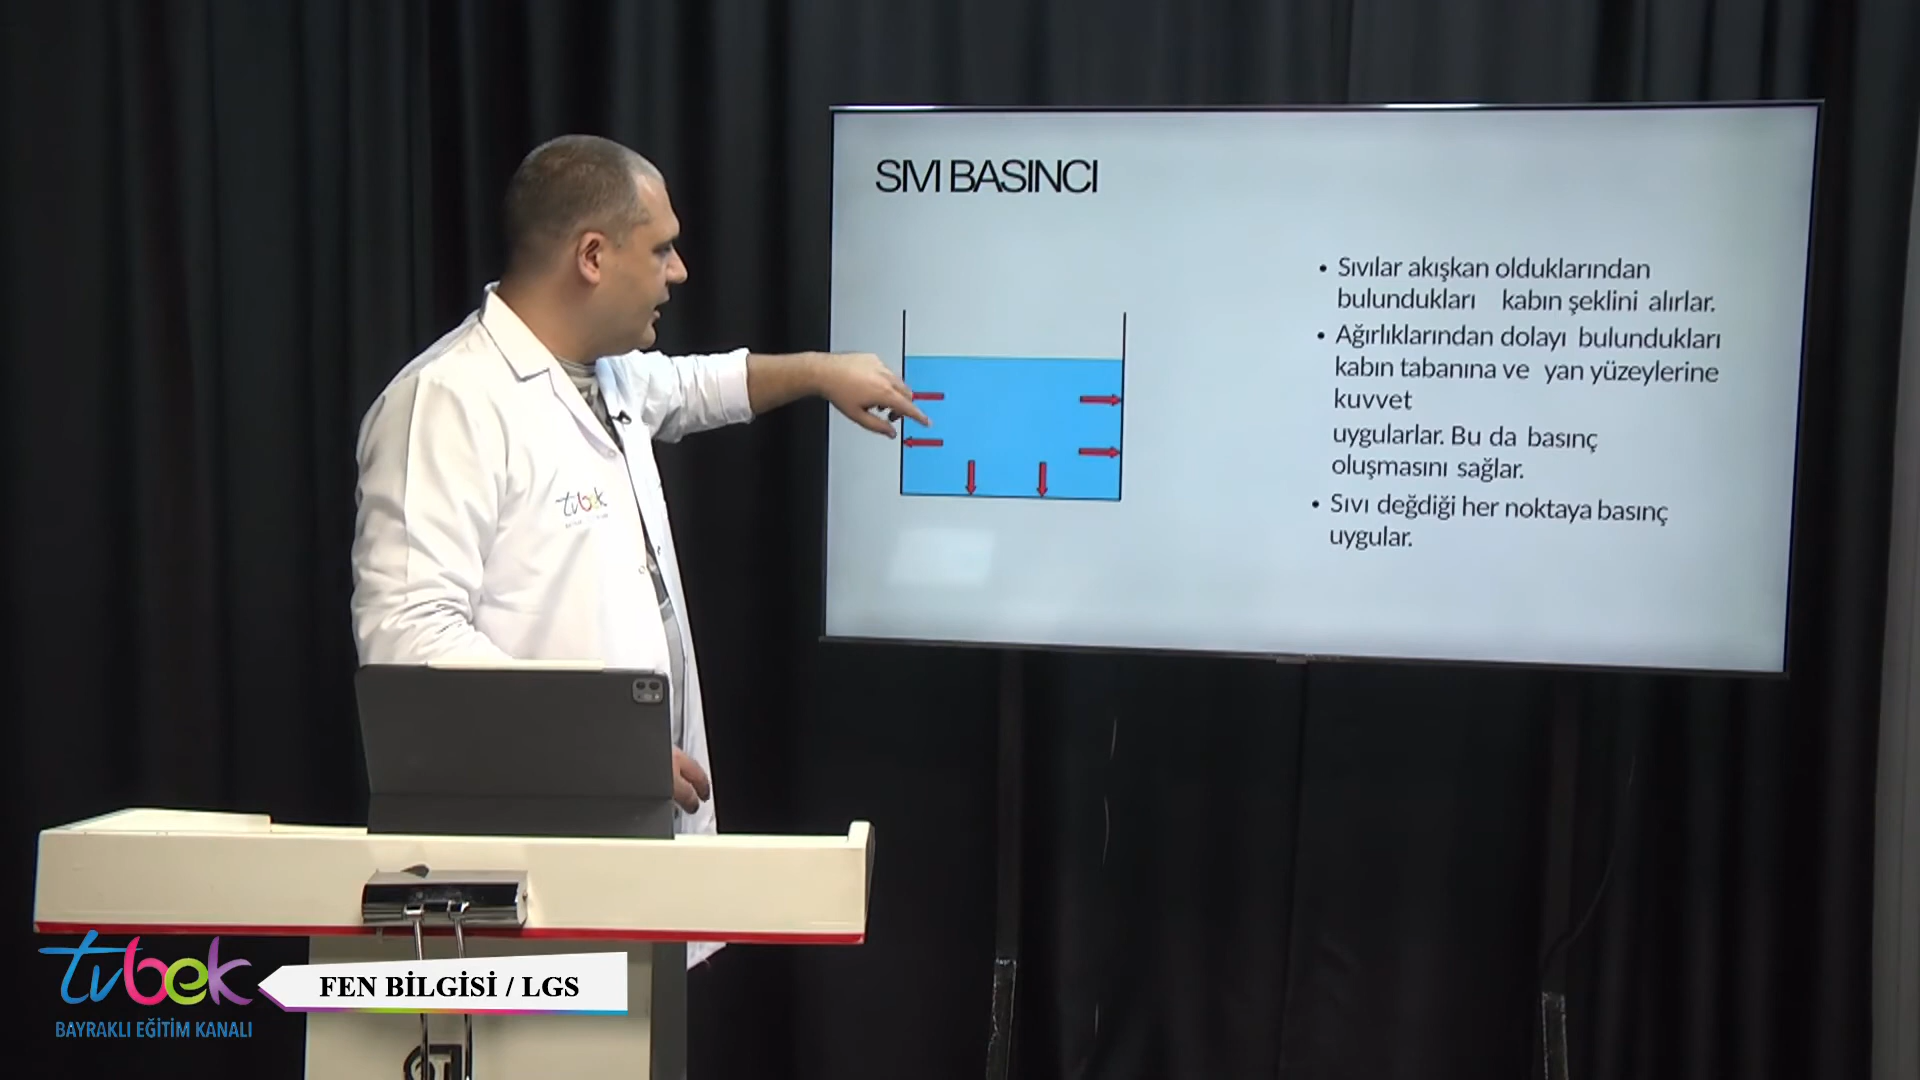 SIVI BASINCI
• Sıvılar akışkan olduklarından
bulundukları kabın şeklini alırlar.
• Ağırlıklarından dolayı bulundukları
kabın tabanına ve yan yüzeylerine
kuvvet
uygularlar. Bu da basınç
oluşmasını sağlar.
• Sıvı değdiği her noktaya basınç
uygular.
tvbek
tvbek
BAYRAKLI EĞİTİM KANALI
FEN BİLGİSİ / LGS